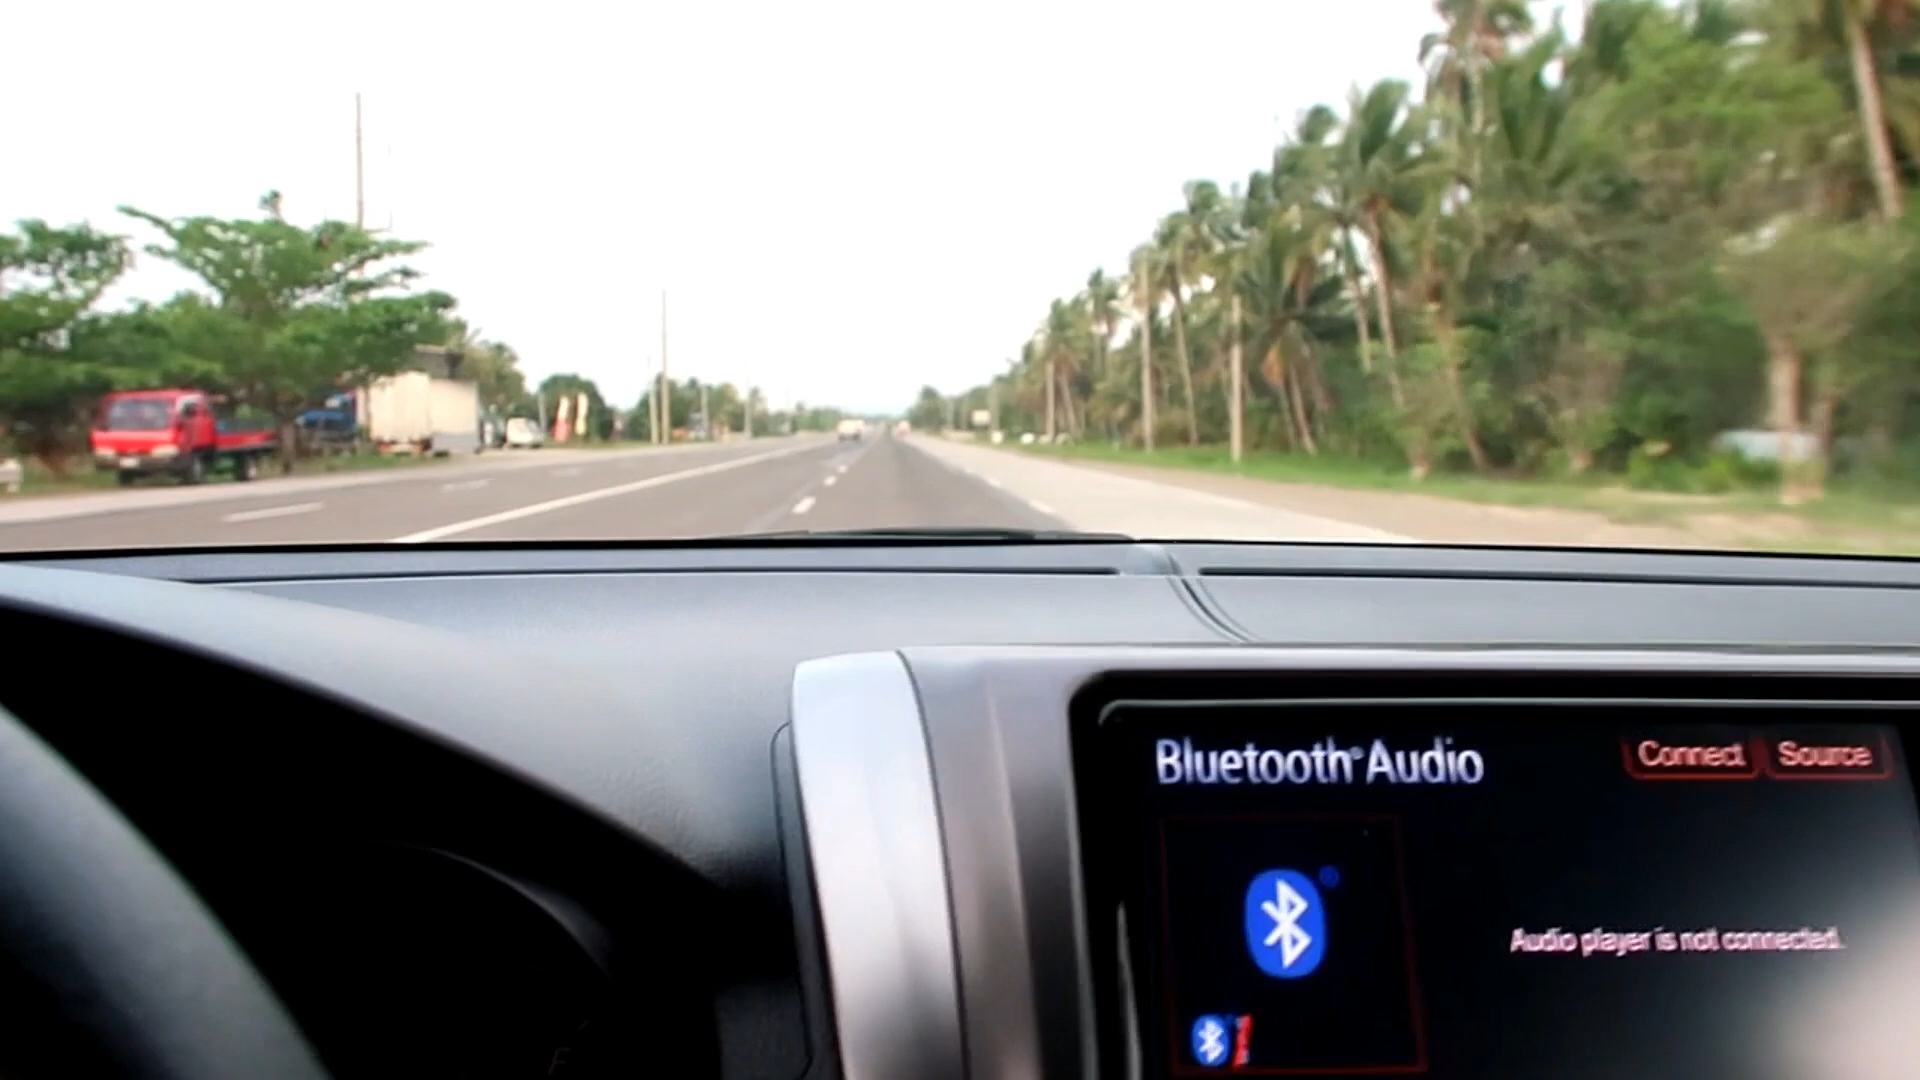 Bluetooth® Audio
Connect
Source
Audio player is not connected.
F